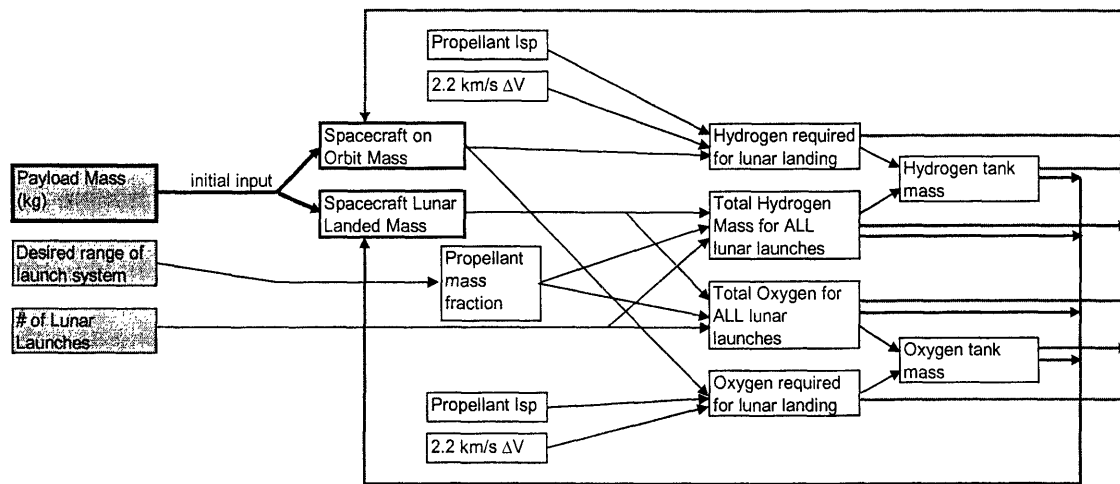 Propellant Isp
2.2 km/s ΔV
Spacecraft on
Orbit Mass
Hydrogen required
for lunar landing
Payload Mass
(kg)
initial input
Hydrogen tank
mass
Spacecraft Lunar
Landed Mass
Total Hydrogen
Mass for ALL
lunar launches
Desired range of
launch system
Propellant
mass
fraction
Total Oxygen for
ALL lunar
launches
# of Lunar
Launches
Oxygen tank
mass
Oxygen required
for lunar landing
Propellant Isp
2.2 km/s ΔV